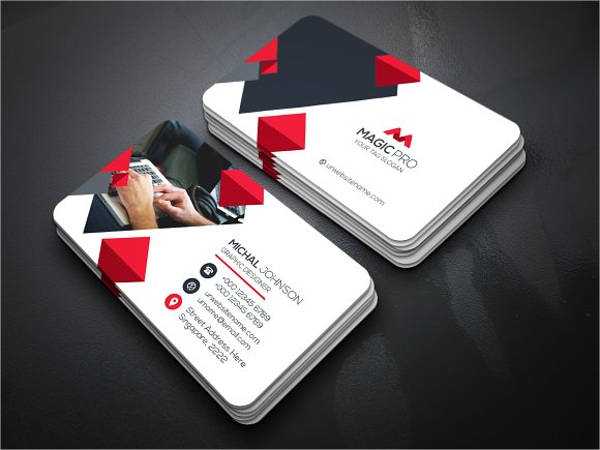 MAGIC PRO
YOUR TAG SLOGAN
urwebsitename.com
MICHAL JOHNSON
GRAPHIC DESIGNER
+000 12345 6789
+000 12345 6789
urwebsitename.com
urname@email.com
Street Address Here
Singapore, 2222